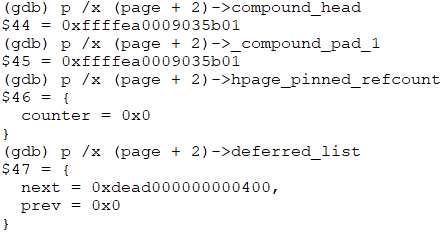 (gdb) p /x (page + 2)->compound_head
$44 = 0xffffea0009035b01
(gdb) p /x (page + 2)->_compound_pad_1
$45 = 0xffffea0009035b01
(gdb) p /x (page + 2)->hpage_pinned_refcount
$46 = {
  counter = 0x0
}
(gdb) p /x (page + 2)->deferred_list
$47 = {
  next = 0xdead000000000400,
  prev = 0x0
}